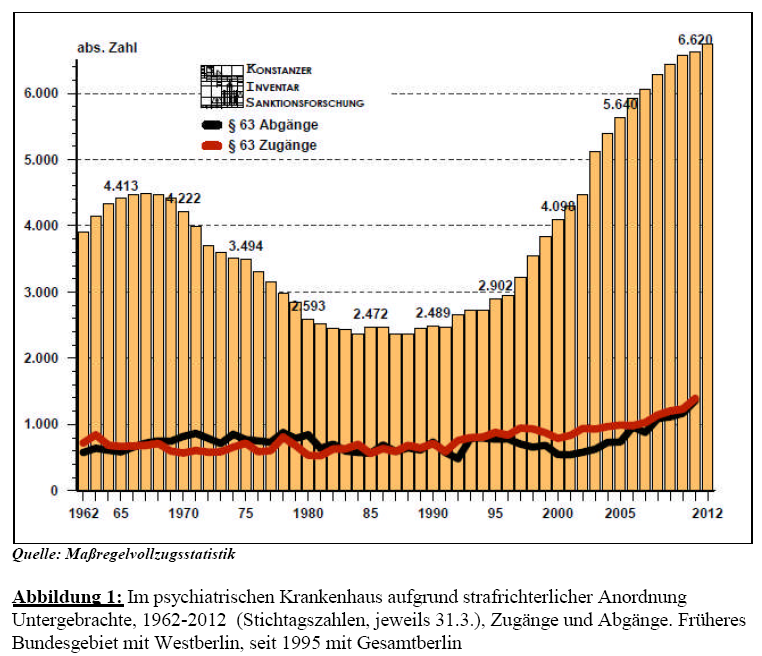 abs. Zahl
KONSTANZER
INVENTAR
SANKTIONSFORSCHUNG
§ 63 Abgänge
§ 63 Zugänge
6.620
6.000
5.640
5.000
4.413
4.222
4.098
4.000
3.494
3.000
2.593
2.472
2.489
2.902
2.000
1.000
0
1962 65 1970 75 1980 85 1990 95 2000 2005 2012
Quelle: Maßregelvollzugsstatistik
Abbildung 1: Im psychiatrischen Krankenhaus aufgrund strafrichterlicher Anordnung
Untergebrachte, 1962-2012 (Stichtagszahlen, jeweils 31.3.), Zugänge und Abgänge. Früheres
Bundesgebiet mit Westberlin, seit 1995 mit Gesamtberlin